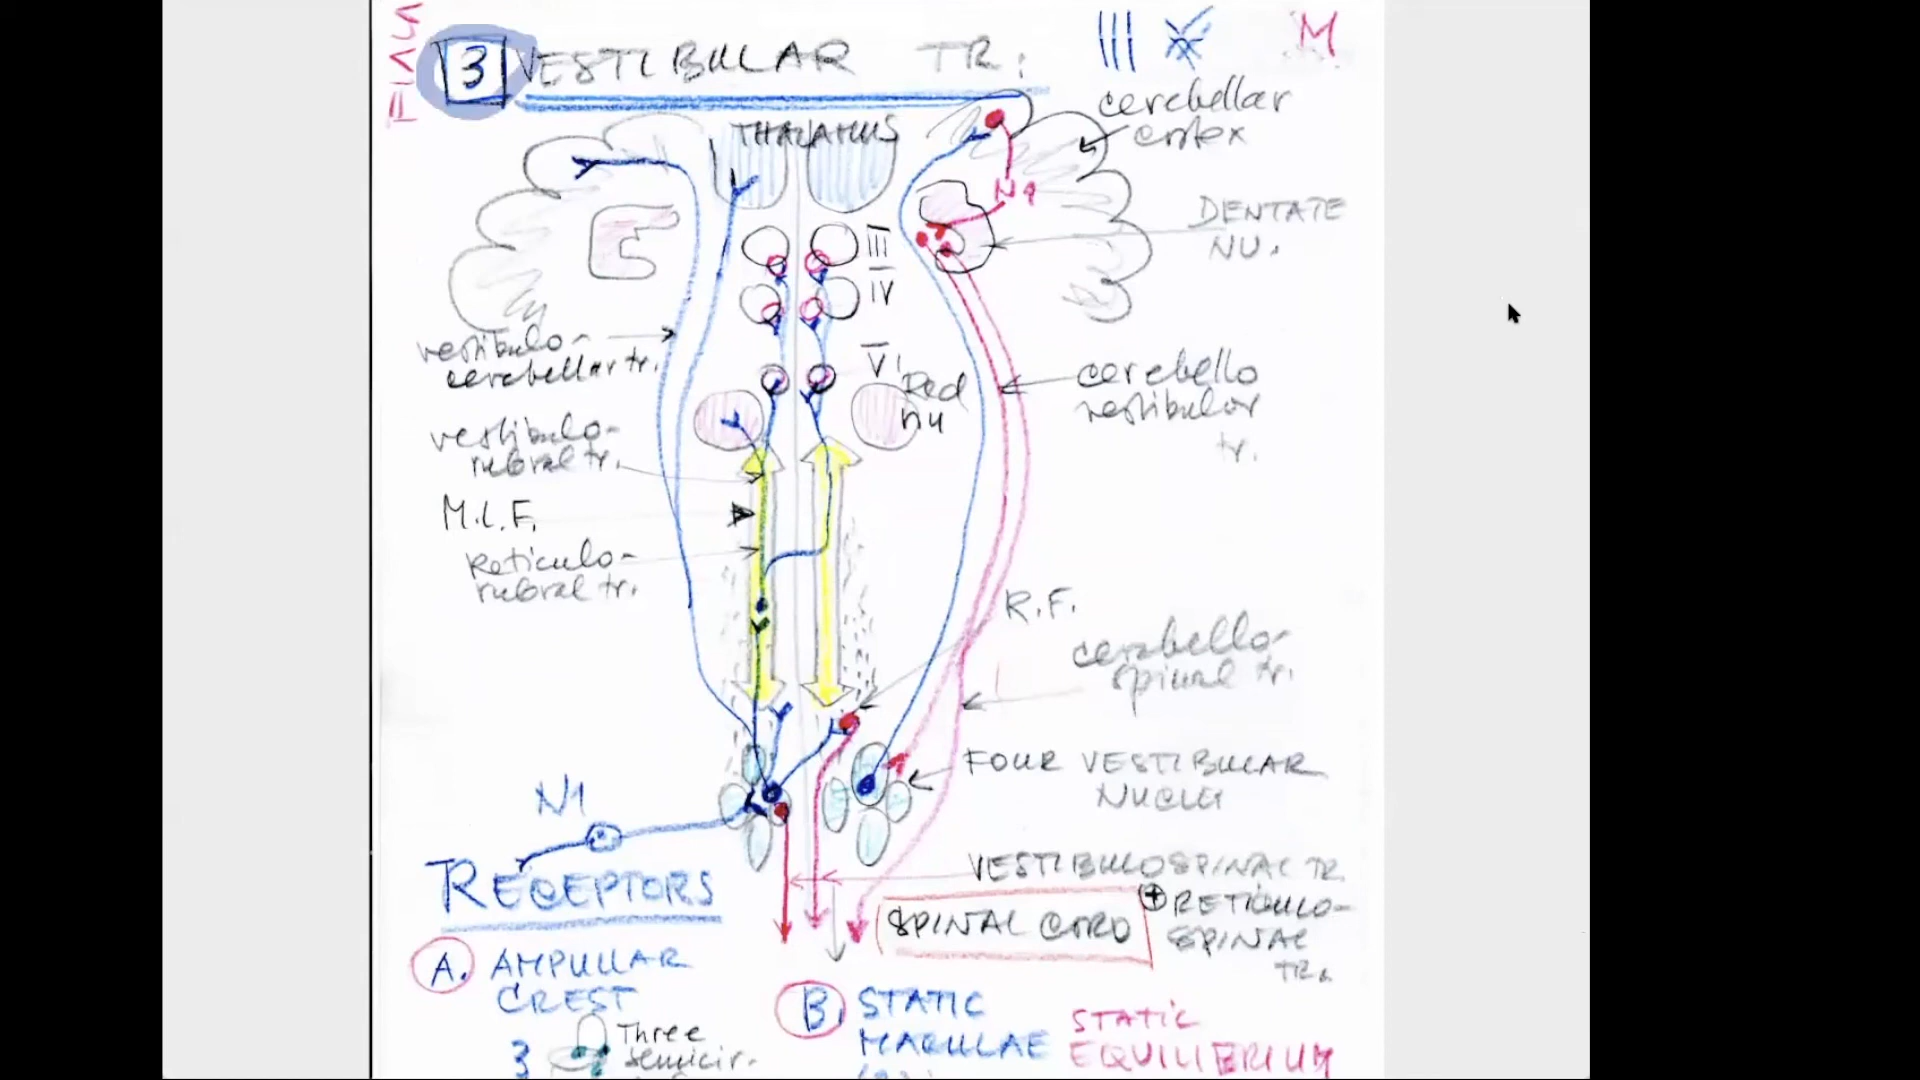 3 VESTIBULAR TR:
M
cerebellar
cortex
THALAMUS
N4
DENTATE
NU.
III
IV
VI
vestibulo-
cerebellar tr.
Red
nu
cerebello
vestibular
tr.
vestibulo-
rubral tr.
M.L.F.
Reticulo-
rubral tr.
R.F.
cerebello-
spinal tr.
FOUR VESTIBULAR
NUCLEI
N1
VESTIBULOSPINAL TR.
RECEPTORS
SPINAL CORD
+ RETICULO-
SPINAL
TR.
A. AMPULLAR
CREST
3
Three
semicir-
B. STATIC
MACULAE
STATIC
EQUILIBRIUM